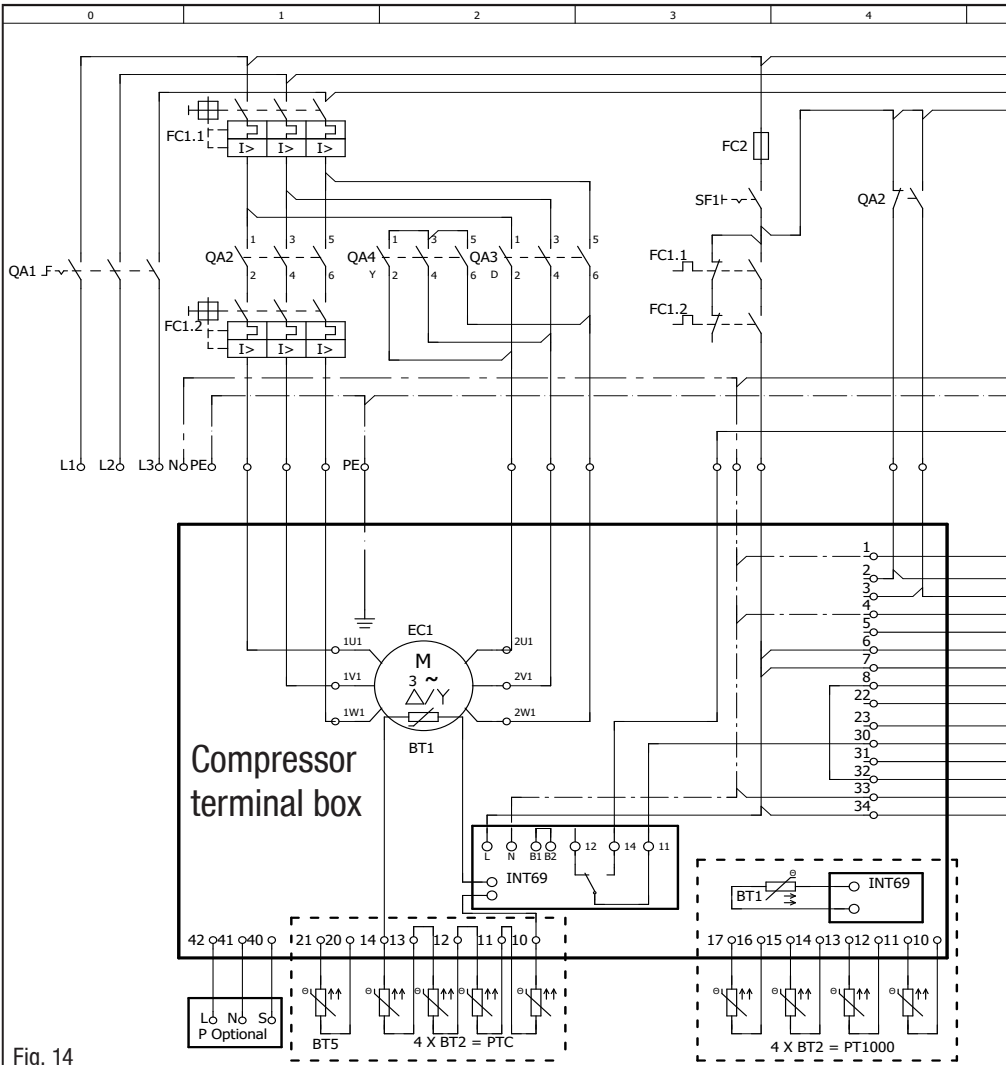 0 1 2 3 4
FC1.1
I> I> I>
FC2
SF1
QA2
1 3 5 1 3 5 1 3 5
QA1 QA2 QA4 QA3
2 4 6 Y 2 4 6 D 2 4 6
FC1.1
FC1.2
FC1.2
I> I> I>
L1 L2 L3 N PE PE
1
2
3
4
5
6
7
8
22
23
30
31
32
33
34
EC1
1U1 2U1
M
1V1 3 ~ 2V1
△/Y
1W1 2W1
BT1
Compressor
terminal box
12 14 11
L N B1 B2
INT69
INT69
BT1
42 41 40 21 20 14 13 12 11 10 17 16 15 14 13 12 11 10
L N S
P Optional
BT5 4 X BT2 = PTC 4 X BT2 = PT1000
Fig. 14